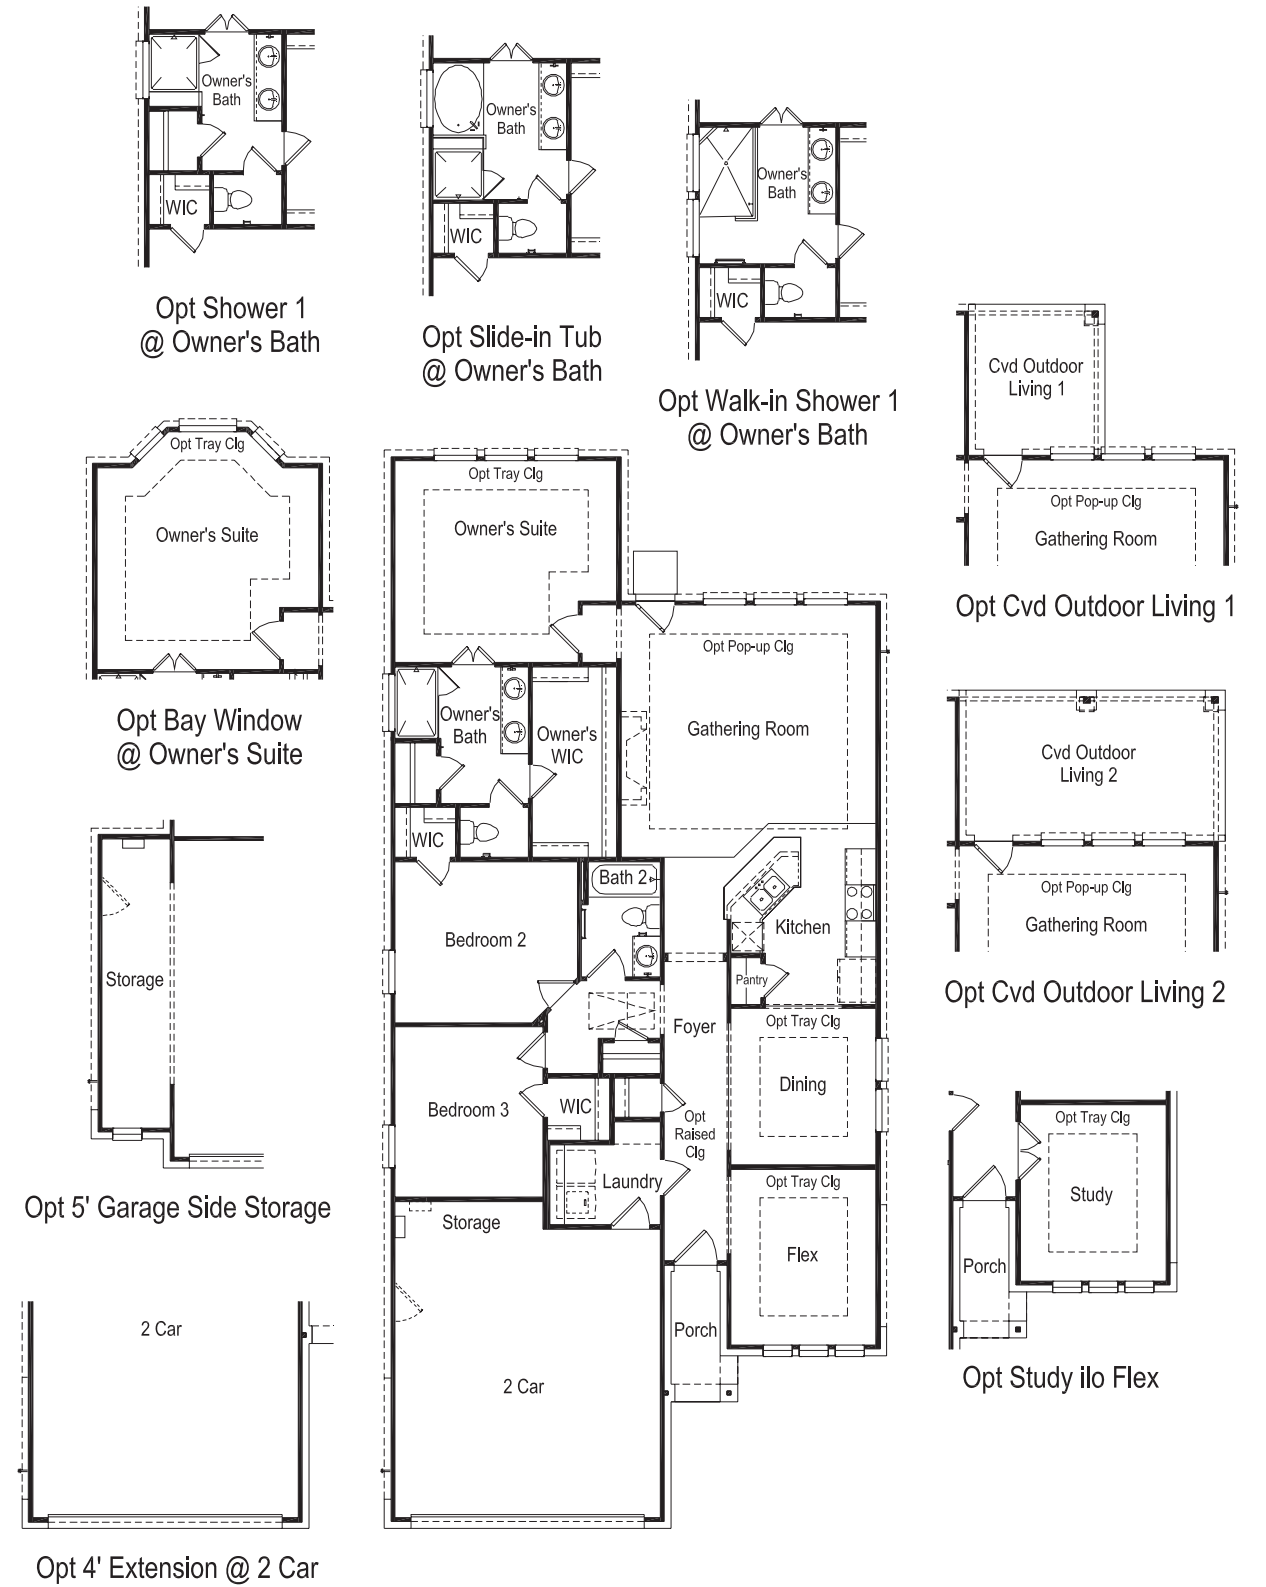 Owner's
Bath
WIC
Opt Shower 1
@ Owner's Bath
Owner's
Bath
WIC
Opt Slide-in Tub
@ Owner's Bath
Owner's
Bath
WIC
Opt Walk-in Shower 1
@ Owner's Bath
Cvd Outdoor
Living 1
Opt Pop-up Clg
Gathering Room
Opt Cvd Outdoor Living 1
Opt Tray Clg
Owner's Suite
Opt Bay Window
@ Owner's Suite
Opt Tray Clg
Owner's Suite
Opt Pop-up Clg
Gathering Room
Owner's
Bath
Owner's
WIC
WIC
Bath 2
Kitchen
Bedroom 2
Pantry
Foyer
Opt Tray Clg
Dining
Bedroom 3
WIC
Opt
Raised
Clg
Laundry
Opt Tray Clg
Flex
Storage
Porch
2 Car
Cvd Outdoor
Living 2
Opt Pop-up Clg
Gathering Room
Opt Cvd Outdoor Living 2
Storage
Opt 5' Garage Side Storage
Opt Tray Clg
Study
Porch
Opt Study ilo Flex
2 Car
Opt 4' Extension @ 2 Car